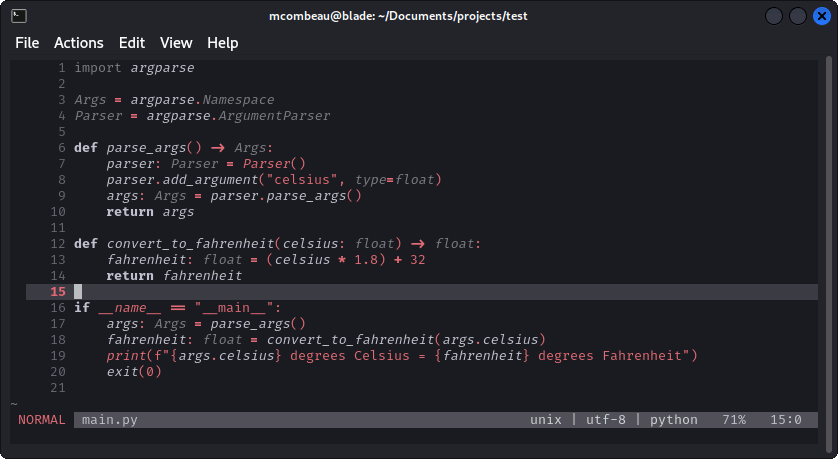 mcombeau@blade: ~/Documents/projects/test
File Actions Edit View Help
1 import argparse
2
3 Args = argparse.Namespace
4 Parser = argparse.ArgumentParser
5
6 def parse_args() -> Args:
7     parser: Parser = Parser()
8     parser.add_argument("celsius", type=float)
9     args: Args = parser.parse_args()
10     return args
11
12 def convert_to_fahrenheit(celsius: float) -> float:
13     fahrenheit: float = (celsius * 1.8) + 32
14     return fahrenheit
15
16 if __name__ == "__main__":
17     args: Args = parse_args()
18     fahrenheit: float = convert_to_fahrenheit(args.celsius)
19     print(f"{args.celsius} degrees Celsius = {fahrenheit} degrees Fahrenheit")
20     exit(0)
21
~
NORMAL main.py unix | utf-8 | python 71% 15:0